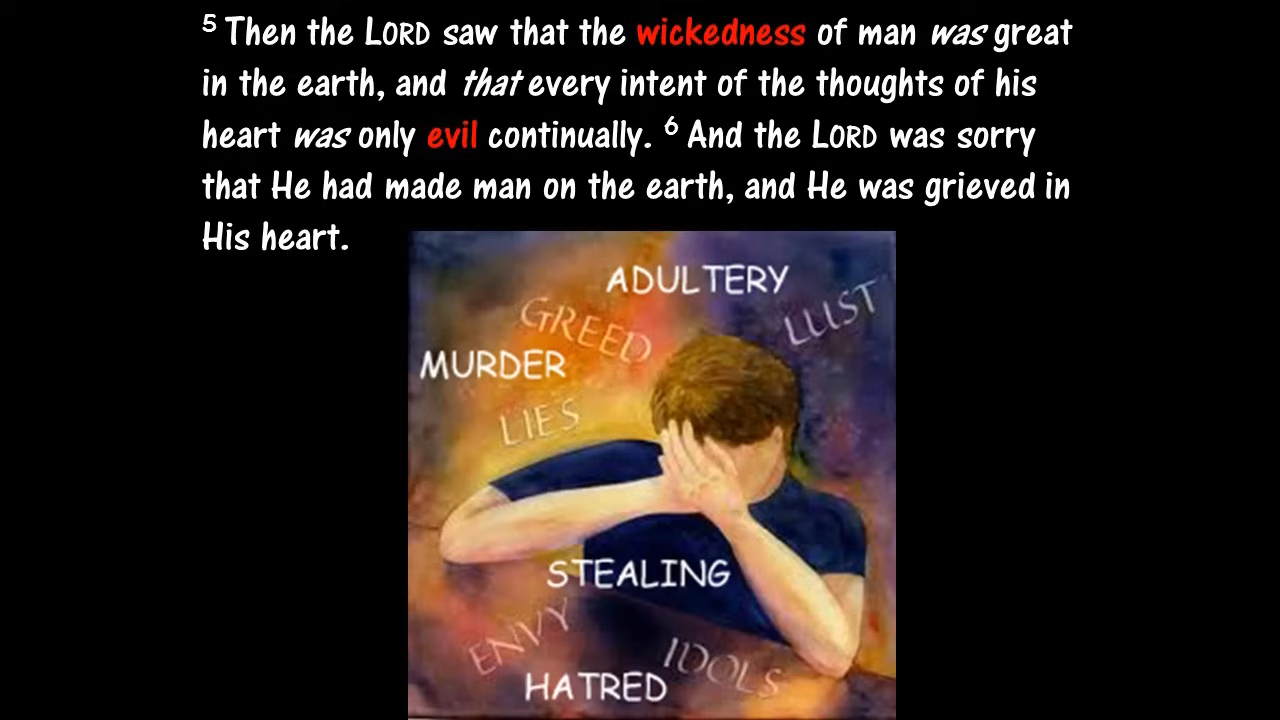 5 Then the LORD saw that the wickedness of man was great
in the earth, and that every intent of the thoughts of his
heart was only evil continually. 6 And the LORD was sorry
that He had made man on the earth, and He was grieved in
His heart.
ADULTERY
GREED
LUST
MURDER
LIES
STEALING
ENVY
IDOLS
HATRED